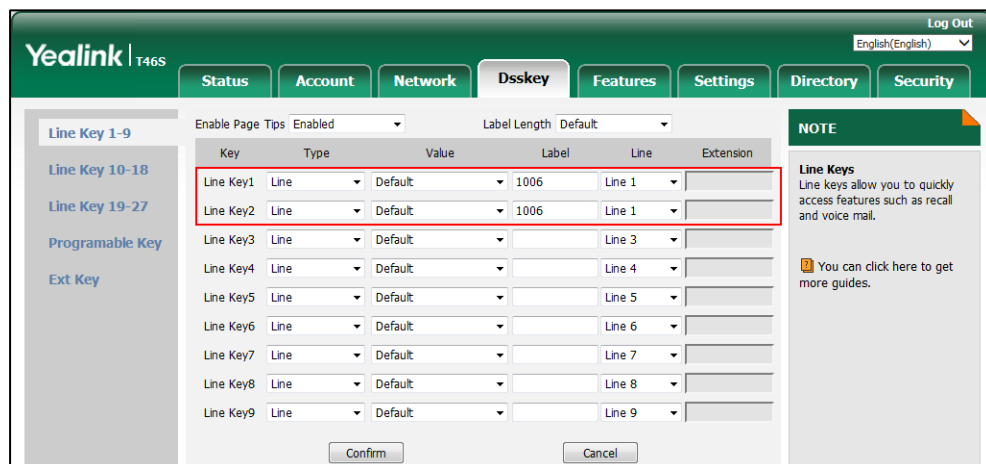 Log Out
Yealink T46S
English(English)
Status Account Network Dsskey Features Settings Directory Security
Line Key 1-9
Line Key 10-18
Line Key 19-27
Programable Key
Ext Key
Enable Page Tips Enabled Label Length Default
Key Type Value Label Line Extension
Line Key1 Line Default 1006 Line 1
Line Key2 Line Default 1006 Line 1
Line Key3 Line Default Line 3
Line Key4 Line Default Line 4
Line Key5 Line Default Line 5
Line Key6 Line Default Line 6
Line Key7 Line Default Line 7
Line Key8 Line Default Line 8
Line Key9 Line Default Line 9
Confirm Cancel
NOTE
Line Keys
Line keys allow you to quickly
access features such as recall
and voice mail.
? You can click here to get
more guides.